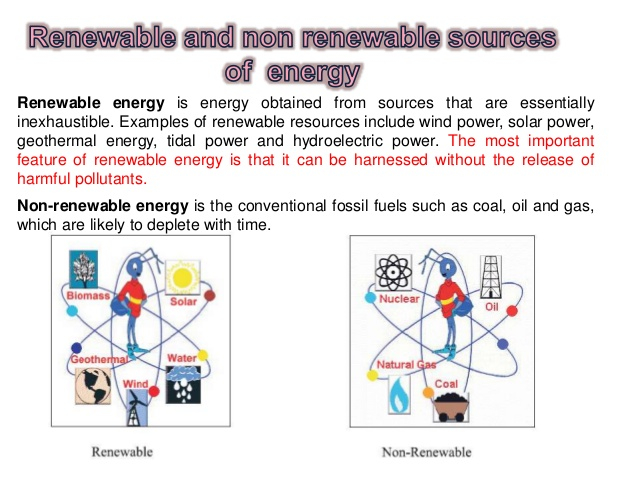 Renewable and non renewable sources
of energy
Renewable energy is energy obtained from sources that are essentially
inexhaustible. Examples of renewable resources include wind power, solar power,
geothermal energy, tidal power and hydroelectric power. The most important
feature of renewable energy is that it can be harnessed without the release of
harmful pollutants.
Non-renewable energy is the conventional fossil fuels such as coal, oil and gas,
which are likely to deplete with time.
Biomass
Solar
Geothermal
Water
Wind
Renewable
Nuclear
Oil
Natural Gas
Coal
Non-Renewable